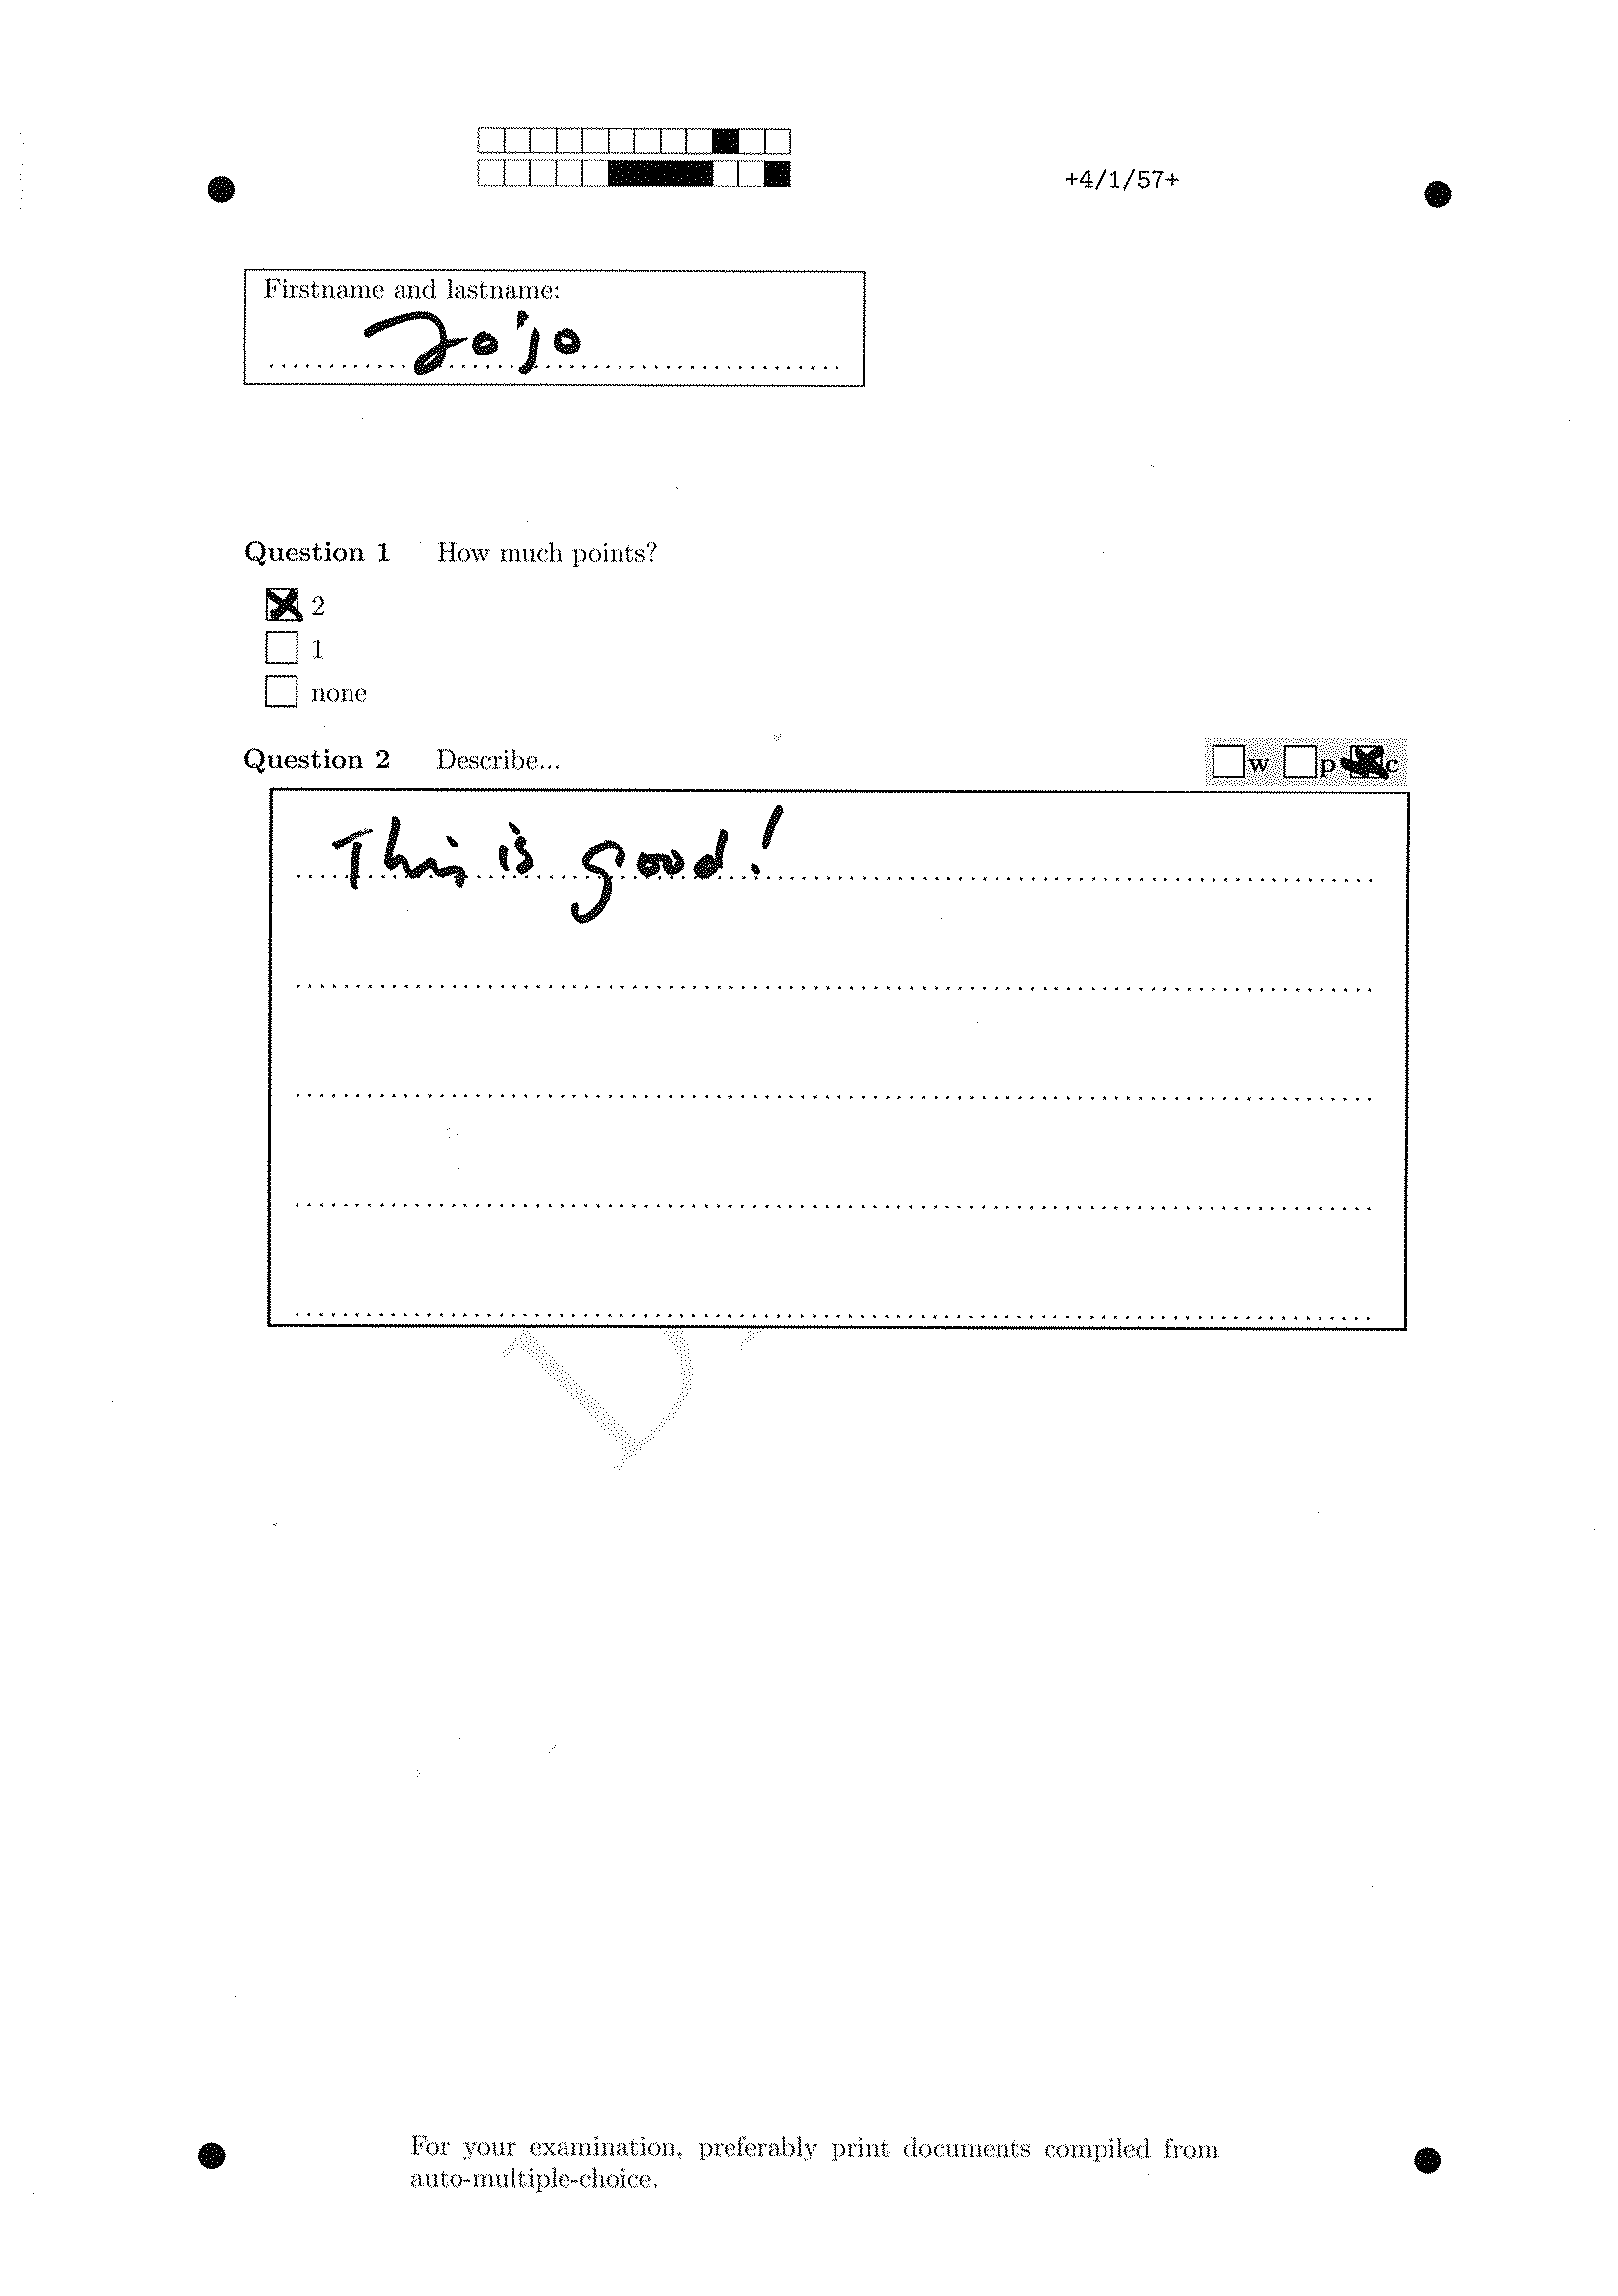 +4/1/57+
Firstname and lastname:
Jojo
Question 1 How much points?
2
1
none
Question 2 Describe...
w p c
This is good!
For your examination, preferably print documents compiled from
auto-multiple-choice.